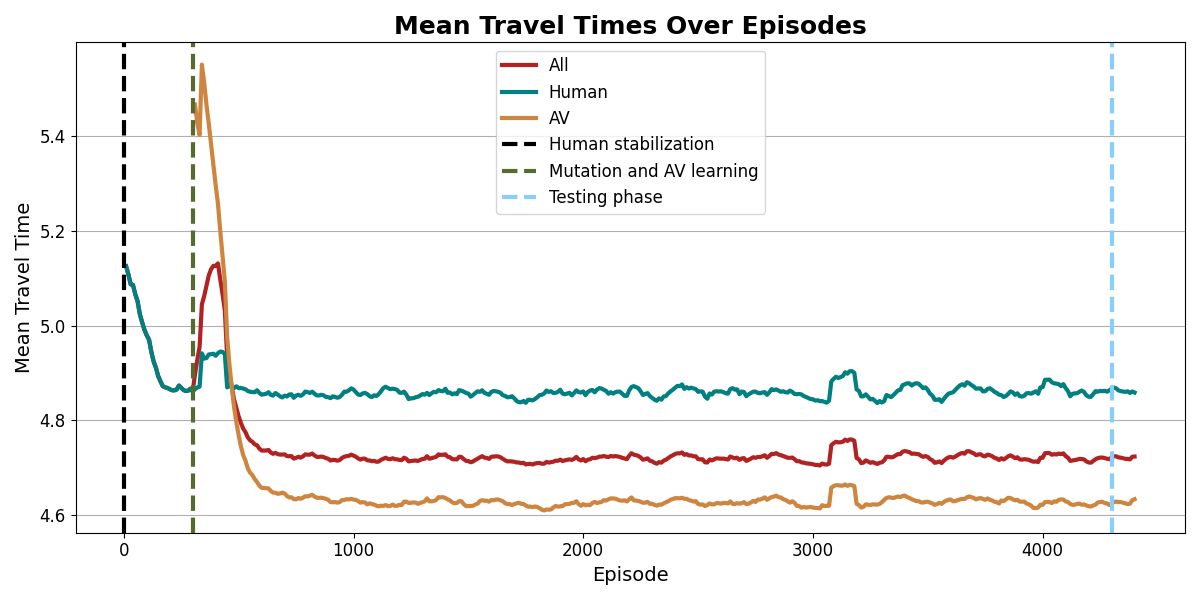 Mean Travel Times Over Episodes
All
Human
AV
Human stabilization
Mutation and AV learning
Testing phase
Mean Travel Time
5.4
5.2
5.0
4.8
4.6
0 1000 2000 3000 4000
Episode